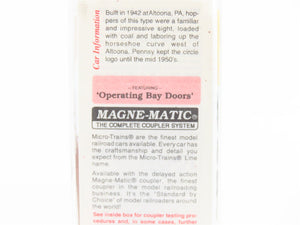 Built in 1942 at Altoona, PA, hop-
pers of this type were a familiar
and impressive sight, loaded
with coal and laboring up the
horseshoe curve west of
Altoona. Pennsy kept the circle
logo until the mid 1950's.
Car Information
—FEATURING—
'Operating Bay Doors'
MAGNE-MATIC®
THE COMPLETE COUPLER SYSTEM
Micro-Trains® are the finest model
railroad cars available. Every car has
the craftsmanship and detail you
expect from the Micro-Trains® Line
name.
Available with the delayed action
Magne-Matic® coupler, the finest
coupler in the model railroading
business. It's the "Standard by
Choice" of model railroaders around
the world!
See inside box for coupler testing pro-
cedures and, in some cases, further